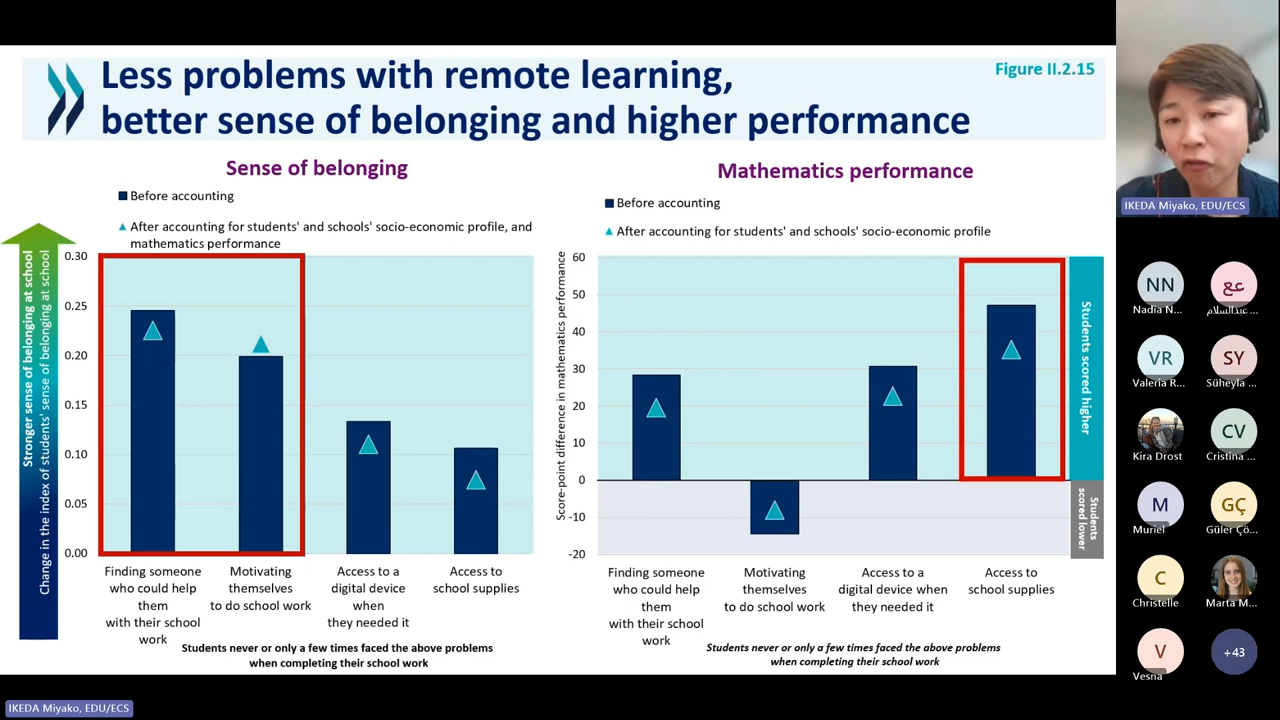 Less problems with remote learning,
better sense of belonging and higher performance
Figure II.2.15
Sense of belonging
Before accounting
After accounting for students' and schools' socio-economic profile, and
mathematics performance
Stronger sense of belonging at school
Change in the index of students' sense of belonging at school
0.30
0.25
0.20
0.15
0.10
0.05
0.00
Finding someone
who could help
them
with their school
work
Motivating
themselves
to do school work
Access to a
digital device
when
they needed it
Access to
school supplies
Students never or only a few times faced the above problems
when completing their school work
Mathematics performance
Before accounting
After accounting for students' and schools' socio-economic profile
Score-point difference in mathematics performance
60
50
40
30
20
10
0
-10
-20
Students scored higher
Students
scored lower
Finding someone
who could help
them
with their school
work
Motivating
themselves
to do school work
Access to a
digital device when
they needed it
Access to
school supplies
Students never or only a few times faced the above problems
when completing their school work
IKEDA Miyako, EDU/ECS
NN
Nadia N...
عع
عبدالسلام ...
VR
Valeria R...
SY
Süheyla ...
Kira Drost
CV
Cristina ...
M
Muriel
GÇ
Güler Çö...
C
Christelle
Marta M...
V
Vesna
+43
IKEDA Miyako, EDU/ECS